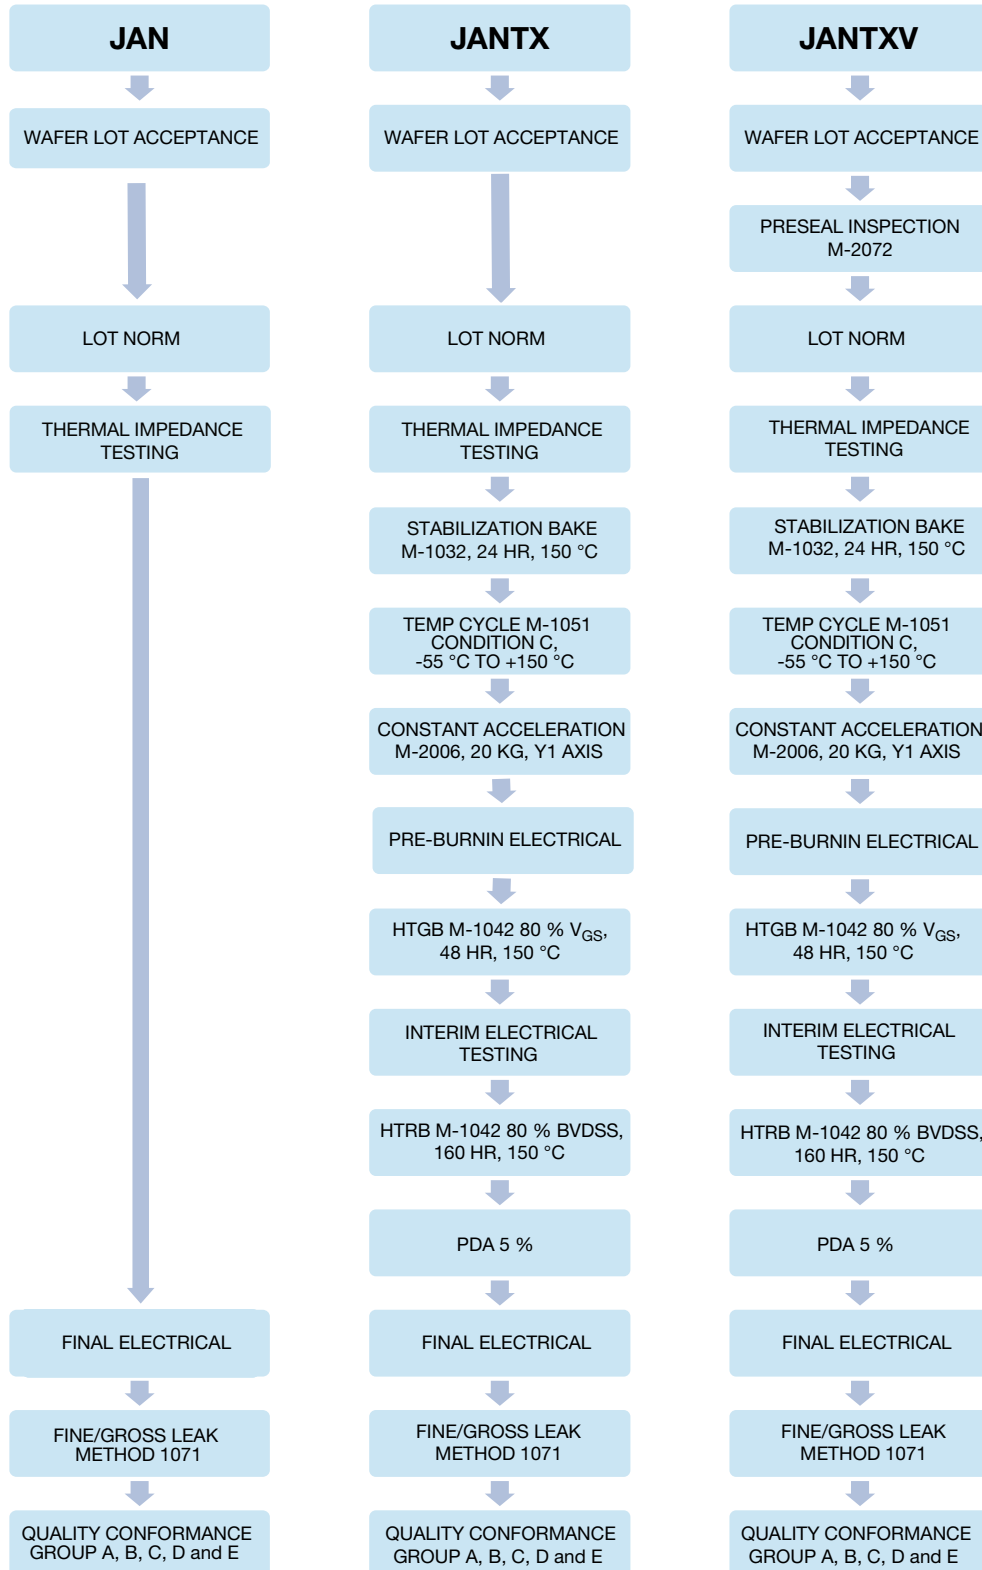 JAN
WAFER LOT ACCEPTANCE
LOT NORM
THERMAL IMPEDANCE
TESTING
FINAL ELECTRICAL
FINE/GROSS LEAK
METHOD 1071
QUALITY CONFORMANCE
GROUP A, B, C, D and E
JANTX
WAFER LOT ACCEPTANCE
LOT NORM
THERMAL IMPEDANCE
TESTING
STABILIZATION BAKE
M-1032, 24 HR, 150 °C
TEMP CYCLE M-1051
CONDITION C,
-55 °C TO +150 °C
CONSTANT ACCELERATION
M-2006, 20 KG, Y1 AXIS
PRE-BURNIN ELECTRICAL
HTGB M-1042 80 % VGS,
48 HR, 150 °C
INTERIM ELECTRICAL
TESTING
HTRB M-1042 80 % BVDSS,
160 HR, 150 °C
PDA 5 %
FINAL ELECTRICAL
FINE/GROSS LEAK
METHOD 1071
QUALITY CONFORMANCE
GROUP A, B, C, D and E
JANTXV
WAFER LOT ACCEPTANCE
PRESEAL INSPECTION
M-2072
LOT NORM
THERMAL IMPEDANCE
TESTING
STABILIZATION BAKE
M-1032, 24 HR, 150 °C
TEMP CYCLE M-1051
CONDITION C,
-55 °C TO +150 °C
CONSTANT ACCELERATION
M-2006, 20 KG, Y1 AXIS
PRE-BURNIN ELECTRICAL
HTGB M-1042 80 % VGS,
48 HR, 150 °C
INTERIM ELECTRICAL
TESTING
HTRB M-1042 80 % BVDSS,
160 HR, 150 °C
PDA 5 %
FINAL ELECTRICAL
FINE/GROSS LEAK
METHOD 1071
QUALITY CONFORMANCE
GROUP A, B, C, D and E